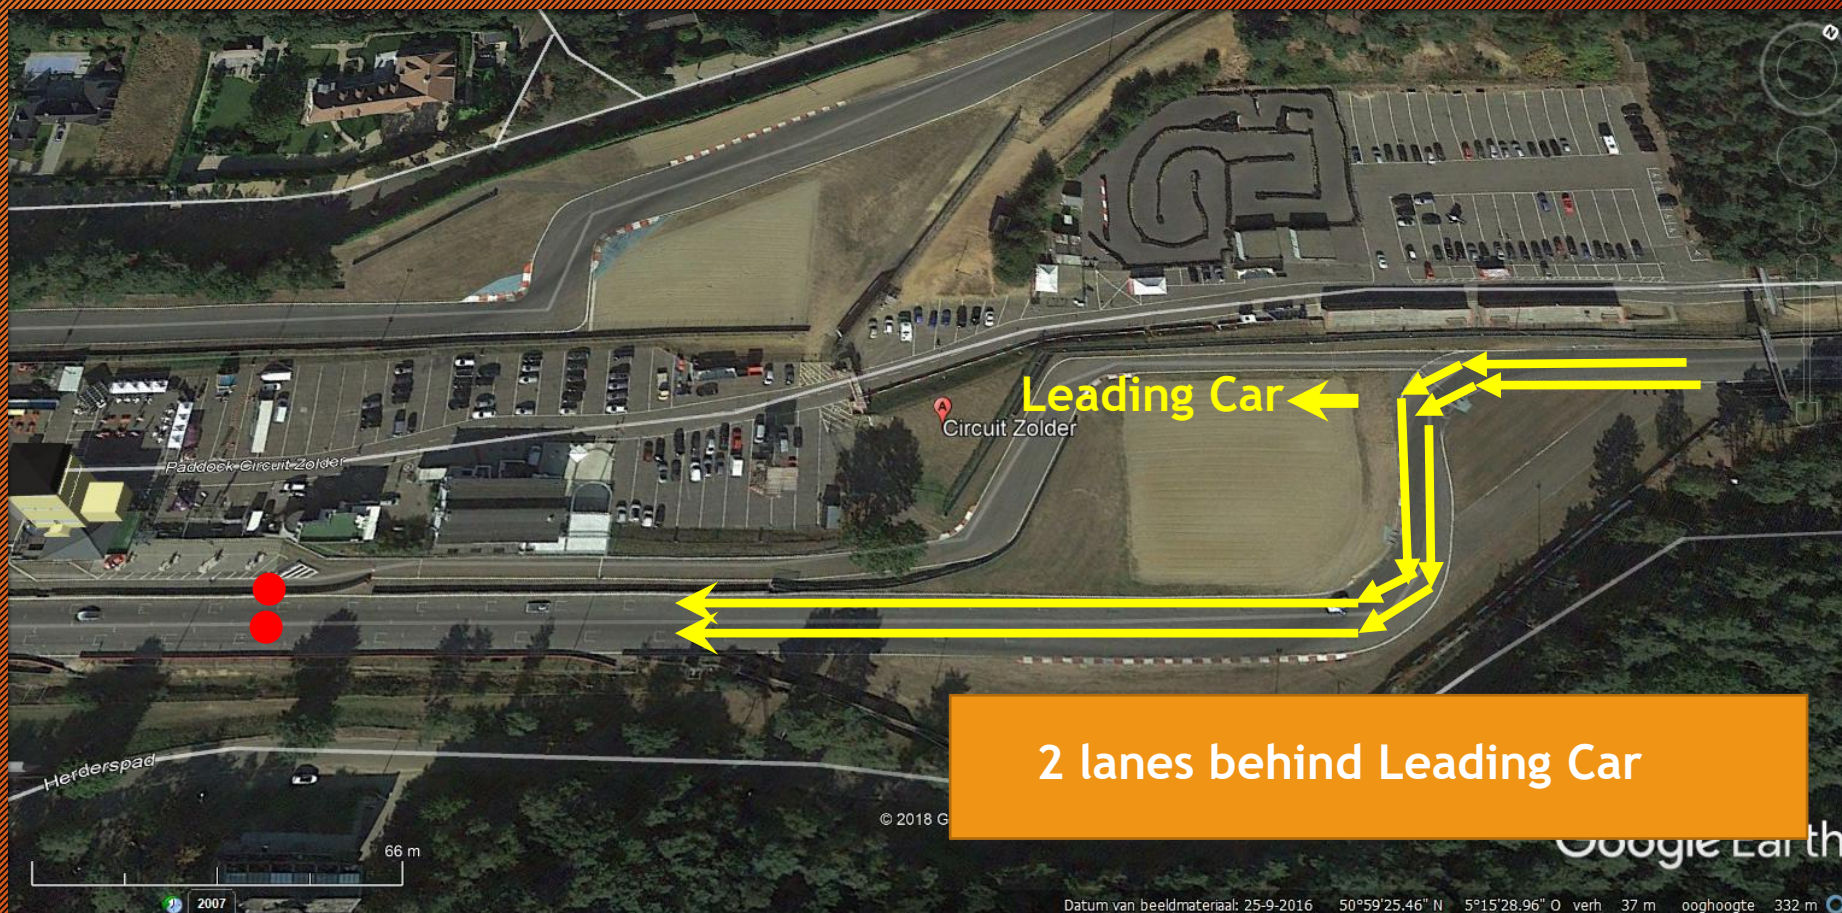 N
Leading Car
A
Circuit Zolder
Paddock Circuit Zolder
2 lanes behind Leading Car
Herderspad
© 2018 G
Google Earth
66 m
2007
Datum van beeldmateriaal: 25-9-2016 50°59'25.46" N 5°15'28.96" O verh 37 m ooghoogte 332 m